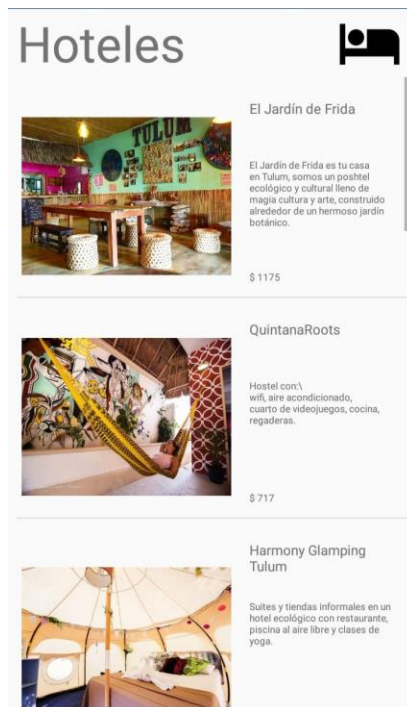 Hoteles
El Jardín de Frida
TULUM
El Jardín de Frida es tu casa
en Tulum, somos un poshtel
ecológico y cultural lleno de
magia cultura y arte, construido
alrededor de un hermoso jardín
botánico.
$ 1175
QuintanaRoots
Hostel con:\
wifi, aire acondicionado,
cuarto de videojuegos, cocina,
regaderas.
$ 717
Harmony Glamping
Tulum
Suites y tiendas informales en un
hotel ecológico con restaurante,
piscina al aire libre y clases de
yoga.